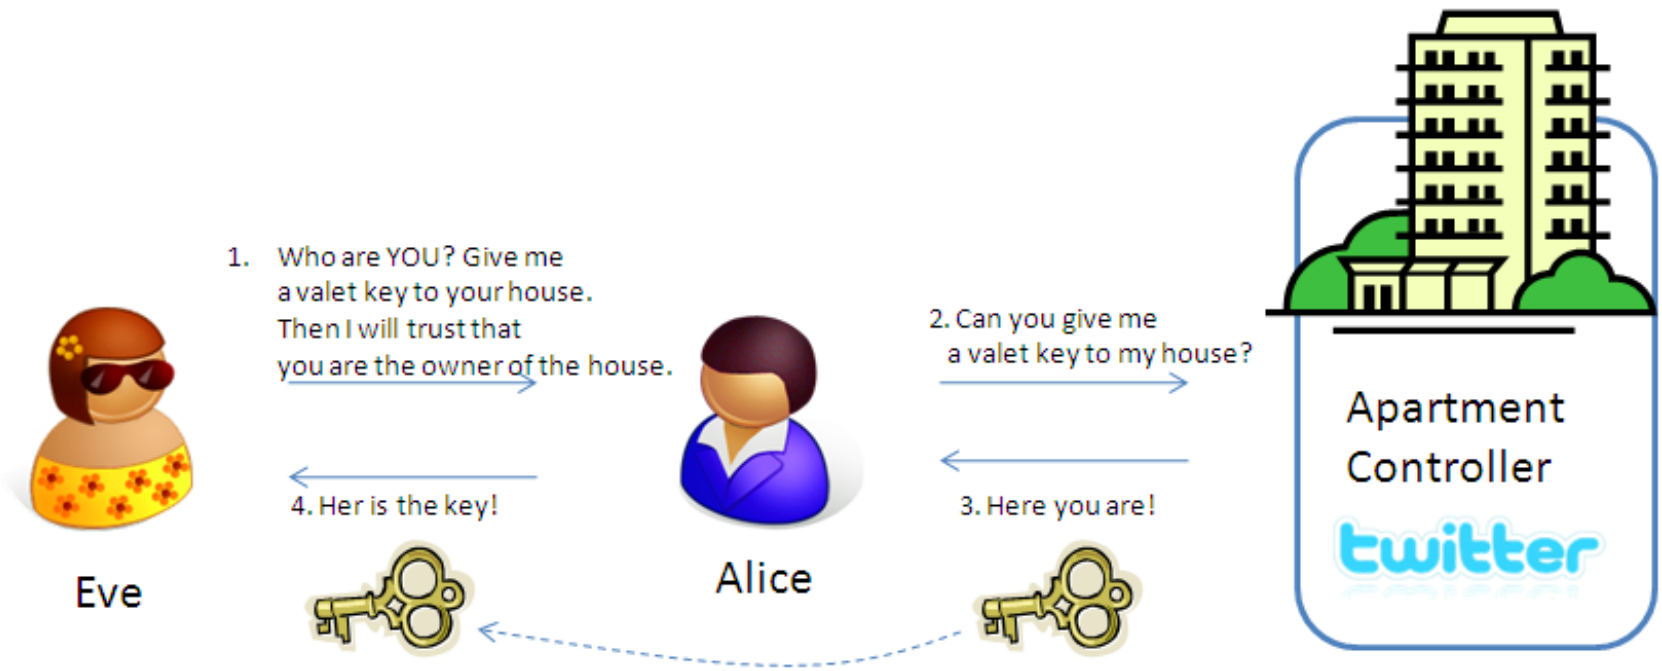 1. Who are YOU? Give me
a valet key to your house.
Then I will trust that
you are the owner of the house.
2. Can you give me
a valet key to my house?
Apartment
Controller
twitter
4. Her is the key!
3. Here you are!
Eve
Alice